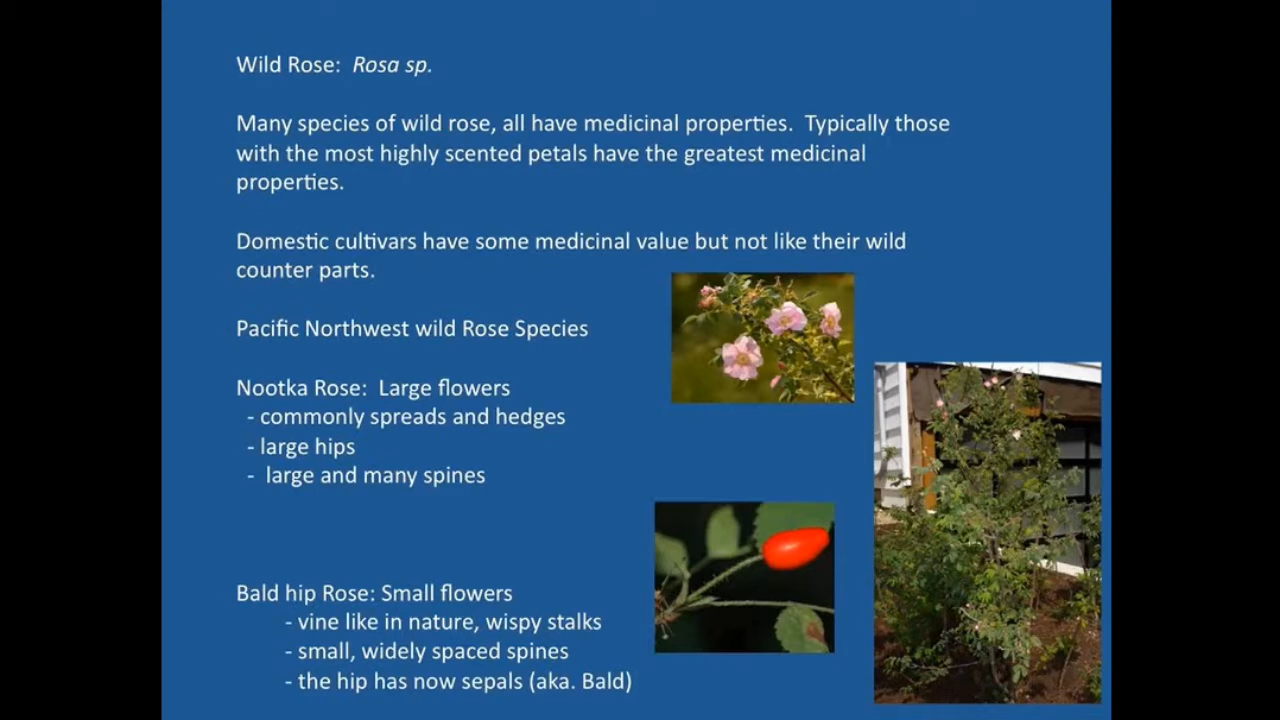 Wild Rose:  Rosa sp.
Many species of wild rose, all have medicinal properties.  Typically those
with the most highly scented petals have the greatest medicinal
properties.
Domestic cultivars have some medicinal value but not like their wild
counter parts.
Pacific Northwest wild Rose Species
Nootka Rose:  Large flowers
- commonly spreads and hedges
- large hips
-  large and many spines
Bald hip Rose: Small flowers
- vine like in nature, wispy stalks
- small, widely spaced spines
- the hip has now sepals (aka. Bald)